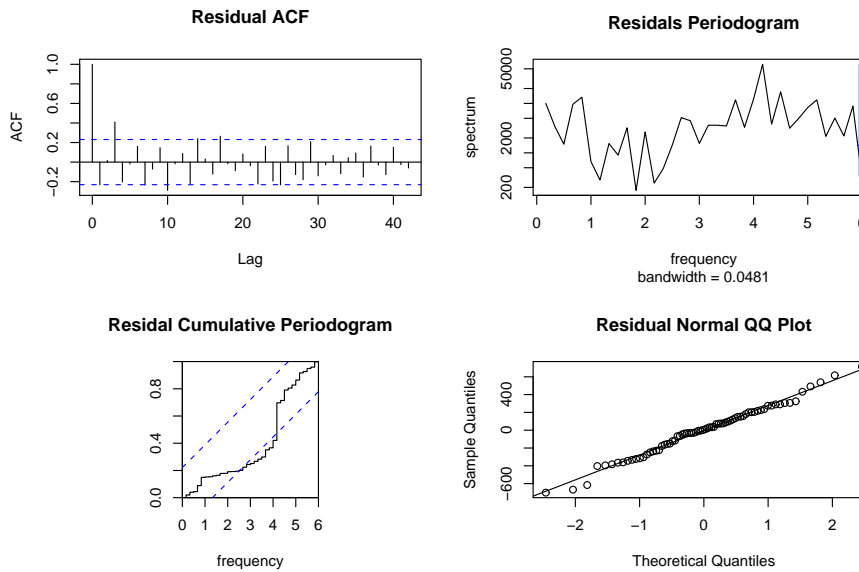 Residual ACF
ACF
−0.2 0.2 0.6 1.0
0 10 20 30 40
Lag
Residals Periodogram
spectrum
200 2000 50000
0 1 2 3 4 5 6
frequency
bandwidth = 0.0481
Residal Cumulative Periodogram
0.0 0.4 0.8
0 1 2 3 4 5 6
frequency
Residual Normal QQ Plot
Sample Quantiles
−600 0 400
−2 −1 0 1 2
Theoretical Quantiles